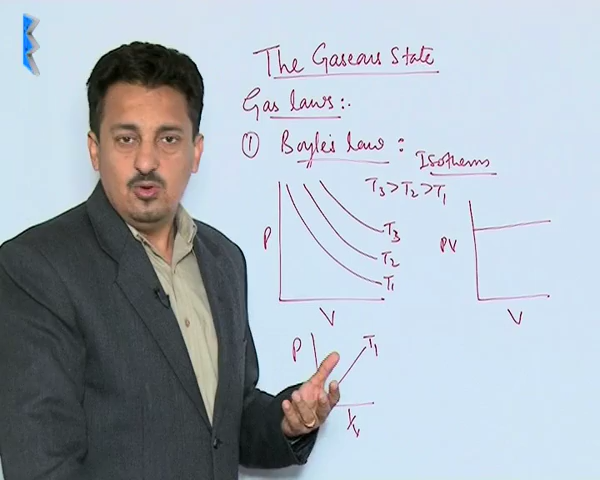 The Gaseous State
Gas laws:.
① Boyle's law :
Isotherms
T3 > T2 > T1
P
T3
T2
T1
V
PV
V
P
T1
1/V